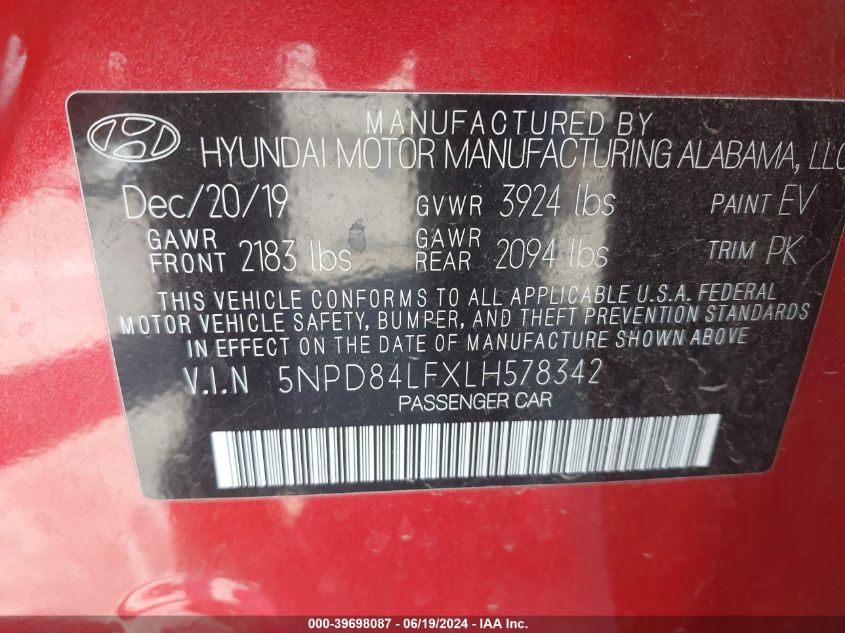 MANUFACTURED BY
HYUNDAI MOTOR MANUFACTURING ALABAMA, LLC
Dec/20/19 GVWR 3924 lbs PAINT EV
GAWR FRONT 2183 lbs GAWR REAR 2094 lbs TRIM PK
THIS VEHICLE CONFORMS TO ALL APPLICABLE U.S.A. FEDERAL
MOTOR VEHICLE SAFETY, BUMPER, AND THEFT PREVENTION STANDARDS
IN EFFECT ON THE DATE OF MANUFACTURE SHOWN ABOVE
V.I.N 5NPD84LFXLH578342
PASSENGER CAR
000-39698087 - 06/19/2024 - IAA Inc.